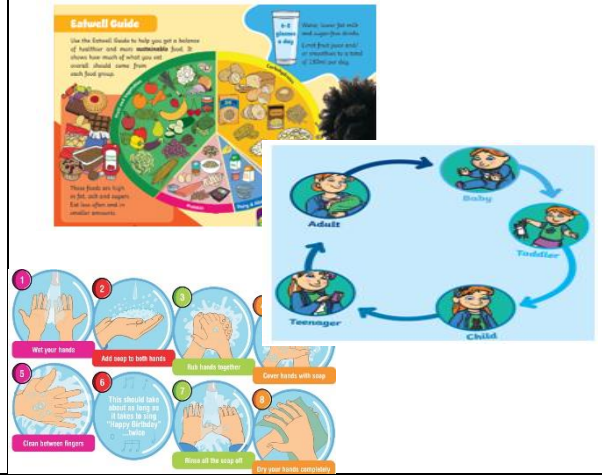 Eatwell Guide
Use the Eatwell Guide to help you get a balance
of healthier and more sustainable food. It
shows how much of what you eat
overall should come from
each food group.
6-8
glasses
a day
Water, lower fat milk
and sugar-free drinks.
Limit fruit juice and/
or smoothies to a total
of 150ml per day.
Fruit and Vegetables
Carbohydrates
Proteins
These foods are high
in fat, salt and sugars.
Eat less often and in
smaller amounts.
Baby
Toddler
Child
Teenager
Adult
1
Wet your hands
2
Add soap to both hands
3
Rub hands together
Cover hands with soap
5
Clean between fingers
6
This should take
about as long as
it takes to sing
"Happy Birthday"
...twice
7
Rinse all the soap off
8
Dry your hands completely